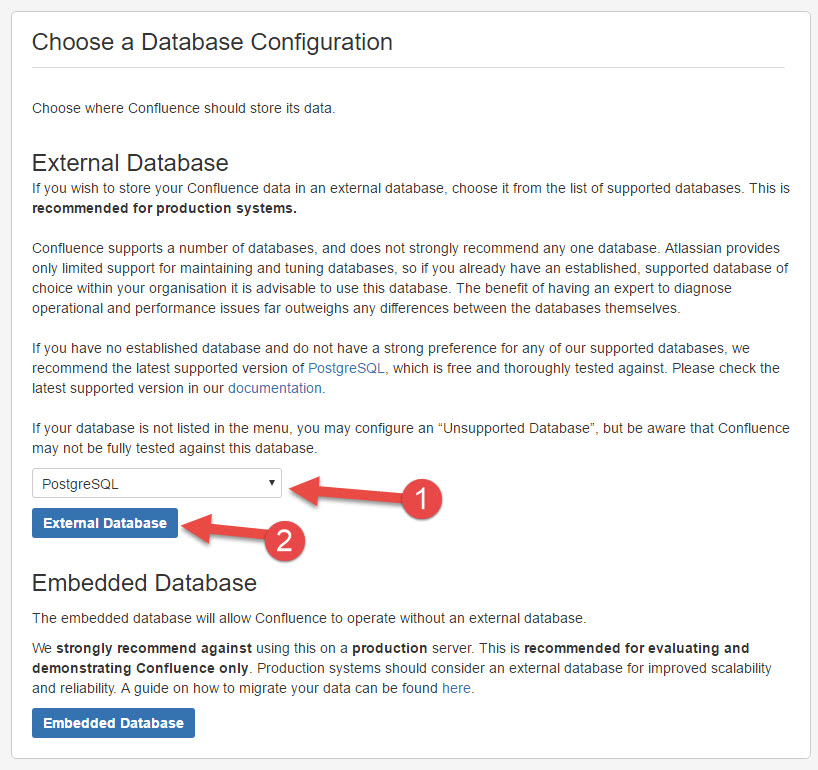 Choose a Database Configuration
Choose where Confluence should store its data.
External Database
If you wish to store your Confluence data in an external database, choose it from the list of supported databases. This is
recommended for production systems.
Confluence supports a number of databases, and does not strongly recommend any one database. Atlassian provides
only limited support for maintaining and tuning databases, so if you already have an established, supported database of
choice within your organisation it is advisable to use this database. The benefit of having an expert to diagnose
operational and performance issues far outweighs any differences between the databases themselves.
If you have no established database and do not have a strong preference for any of our supported databases, we
recommend the latest supported version of PostgreSQL, which is free and thoroughly tested against. Please check the
latest supported version in our documentation.
If your database is not listed in the menu, you may configure an “Unsupported Database”, but be aware that Confluence
may not be fully tested against this database.
PostgreSQL
1
External Database
2
Embedded Database
The embedded database will allow Confluence to operate without an external database.
We strongly recommend against using this on a production server. This is recommended for evaluating and
demonstrating Confluence only. Production systems should consider an external database for improved scalability
and reliability. A guide on how to migrate your data can be found here.
Embedded Database